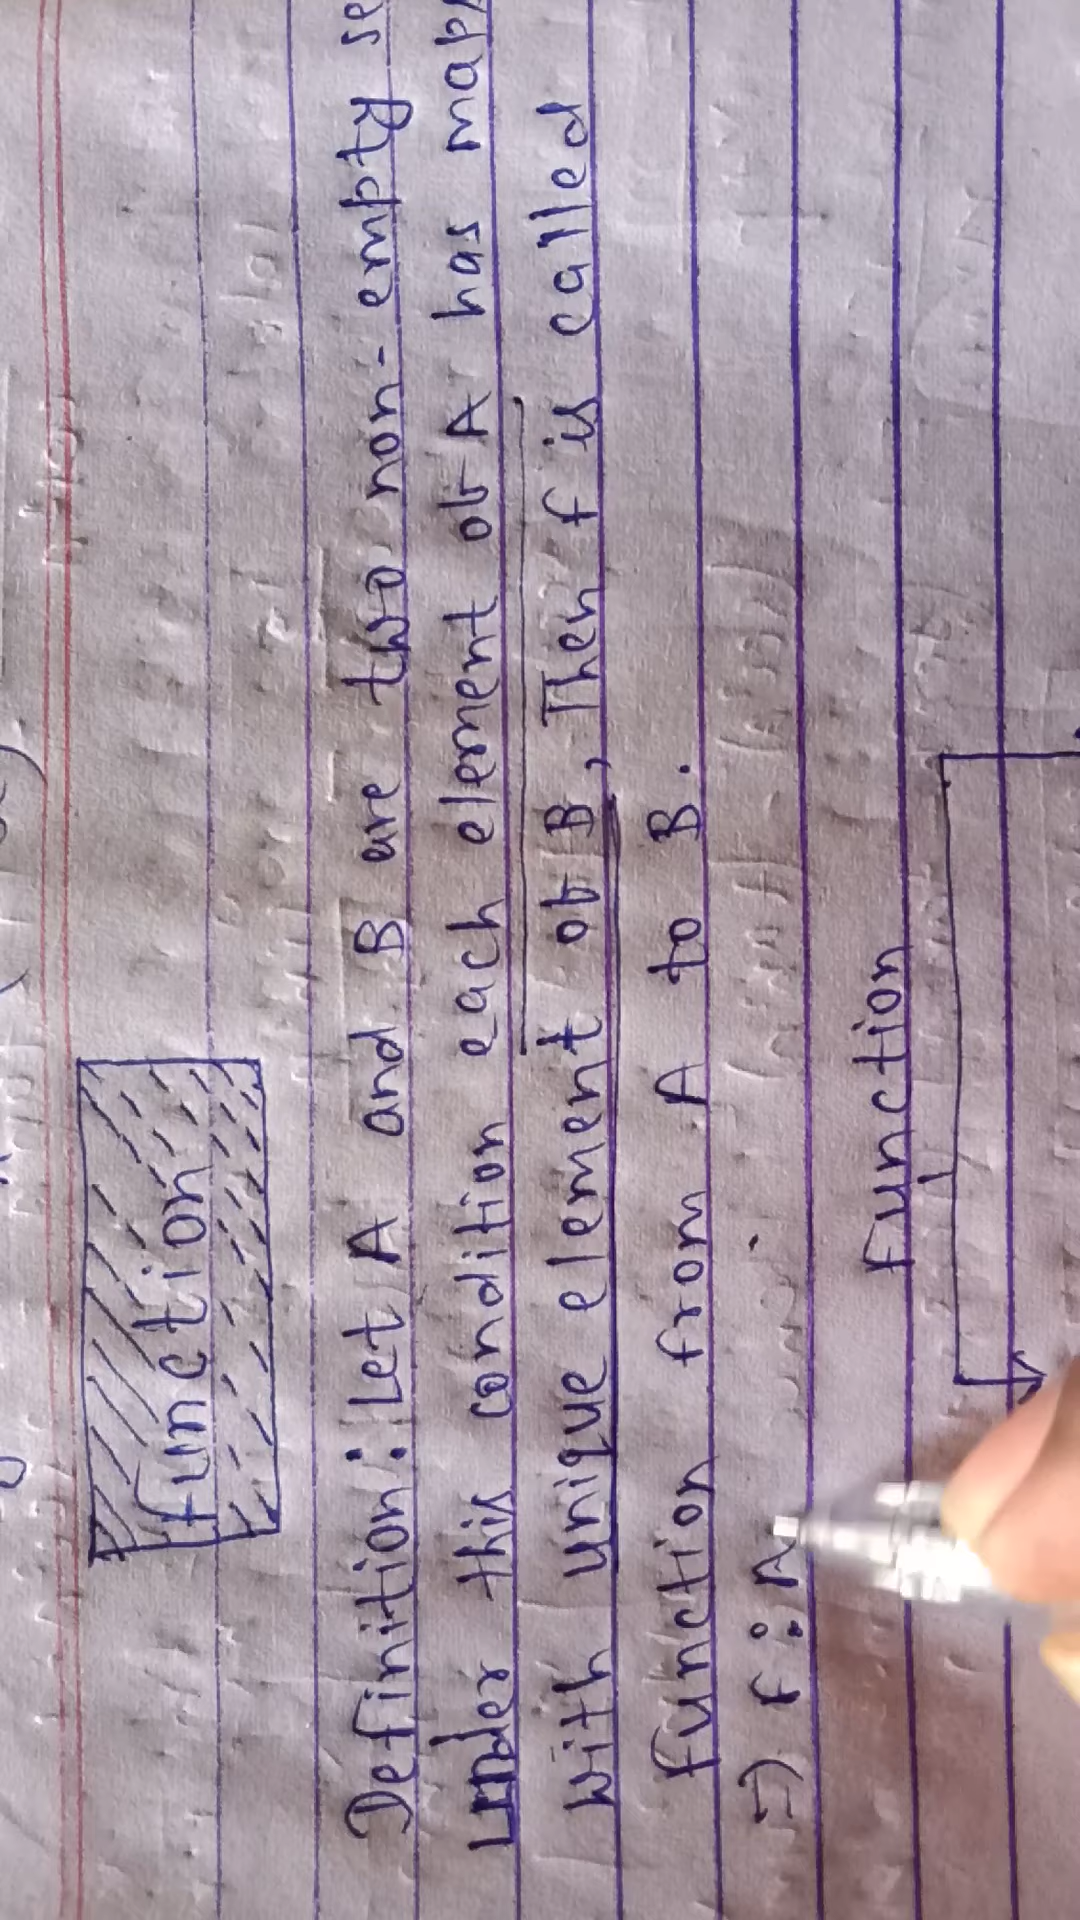 function
Definition: Let A and B are two non-empty se
under this condition each element of A has map
with unique element of B, Then f is called
function from A to B.
=) f : A
Function